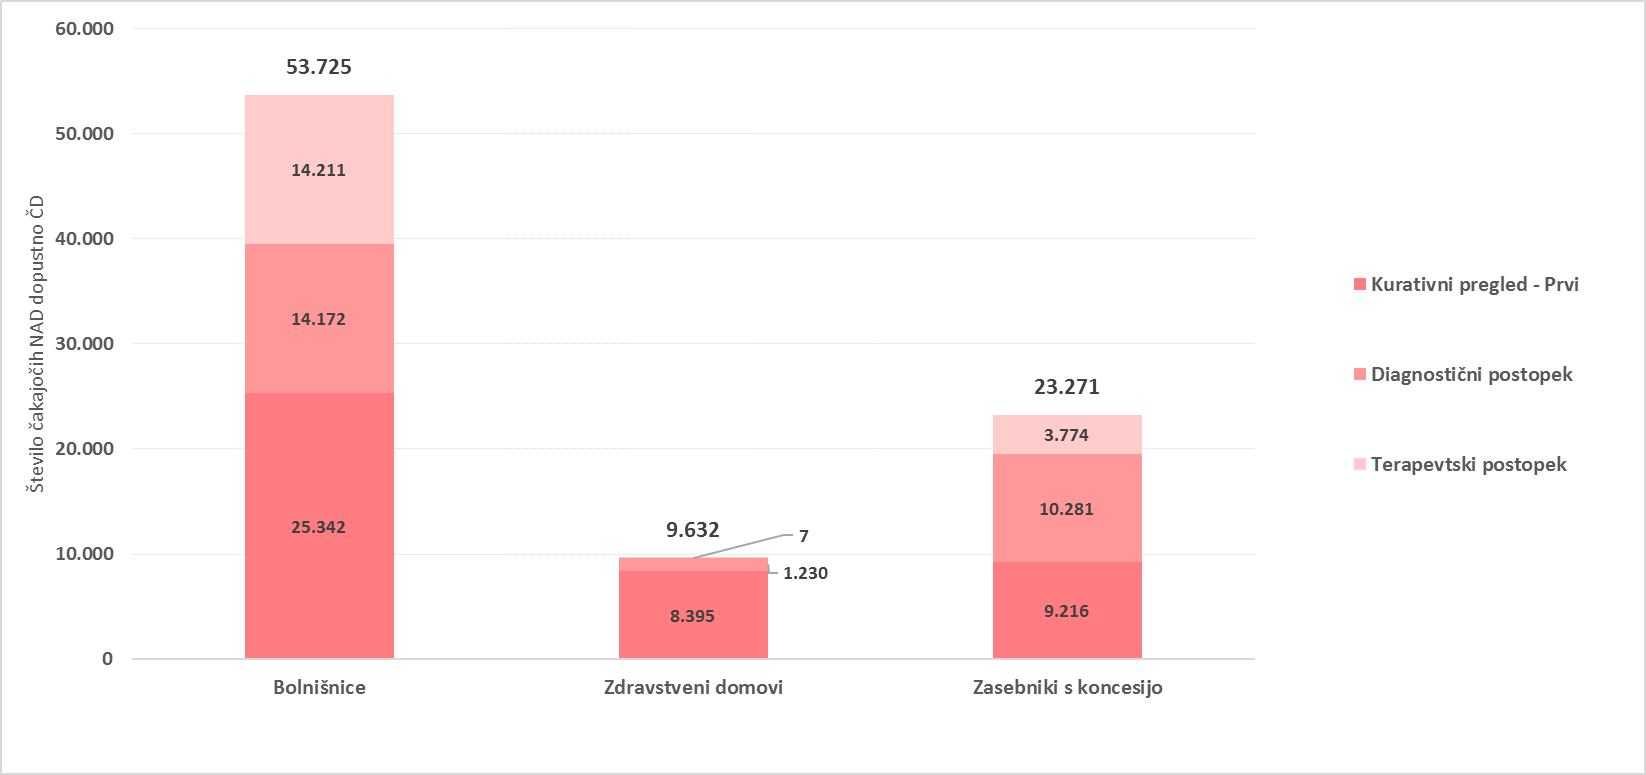 Število čakajočih NAD dopustno ČD
60.000
50.000
40.000
30.000
20.000
10.000
0
53.725
14.211
14.172
25.342
9.632
7
1.230
8.395
23.271
3.774
10.281
9.216
Bolnišnice
Zdravstveni domovi
Zasebniki s koncesijo
Kurativni pregled - Prvi
Diagnostični postopek
Terapevtski postopek